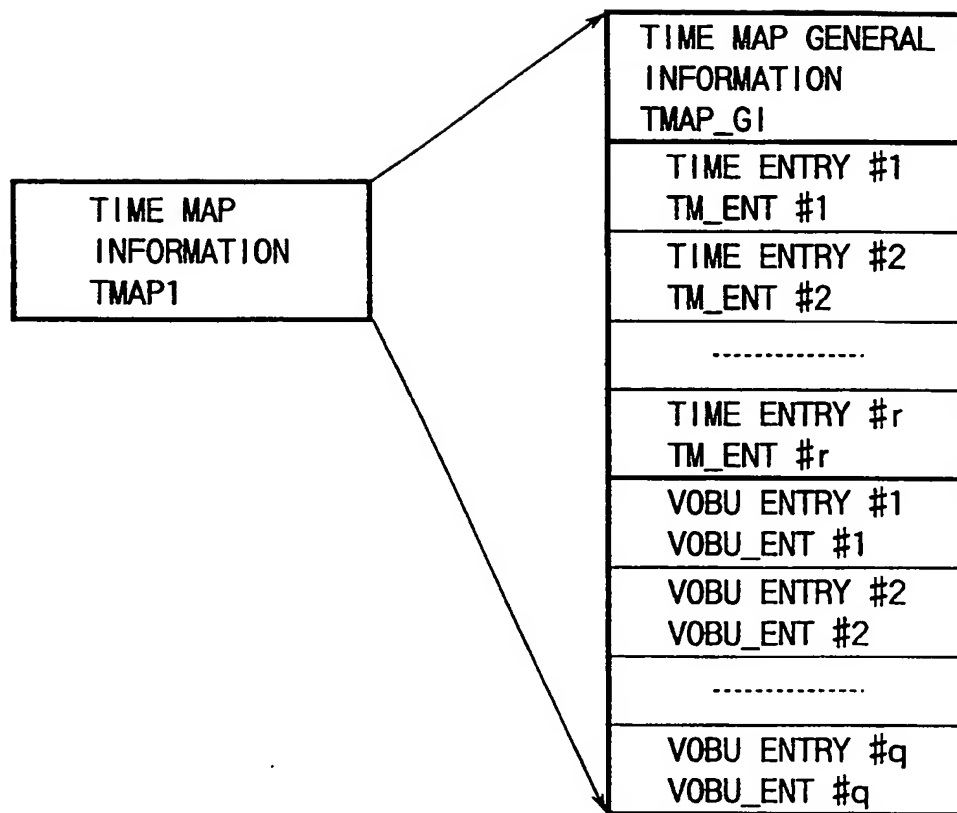 TIME MAP
INFORMATION
TMAP1
TIME MAP GENERAL
INFORMATION
TMAP_GI
TIME ENTRY #1
TM_ENT #1
TIME ENTRY #2
TM_ENT #2
TIME ENTRY #r
TM_ENT #r
VOBU ENTRY #1
VOBU_ENT #1
VOBU ENTRY #2
VOBU_ENT #2
VOBU ENTRY #q
VOBU_ENT #q